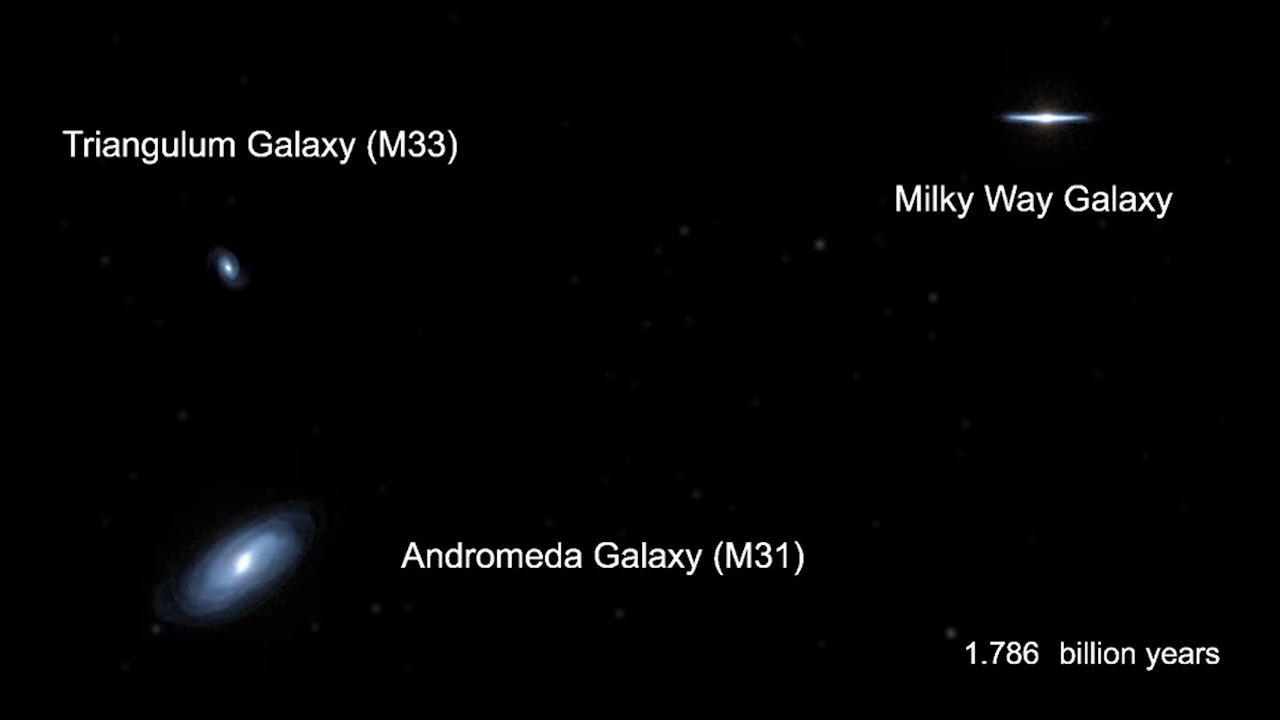 Triangulum Galaxy (M33)
Milky Way Galaxy
Andromeda Galaxy (M31)
1.786 billion years